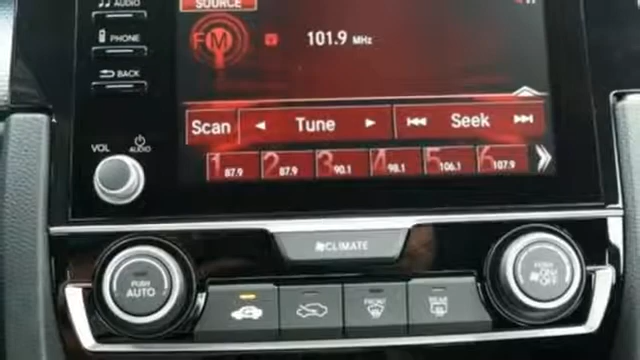 AUDIO
SOURCE
PHONE
FM
101.9 MHz
BACK
Scan
Tune
Seek
VOL
AUDIO
1 87.9
2 87.9
3 90.1
4 98.1
5 106.1
6 107.9
CLIMATE
PUSH
AUTO
FRONT
REAR
PUSH
ON/
OFF